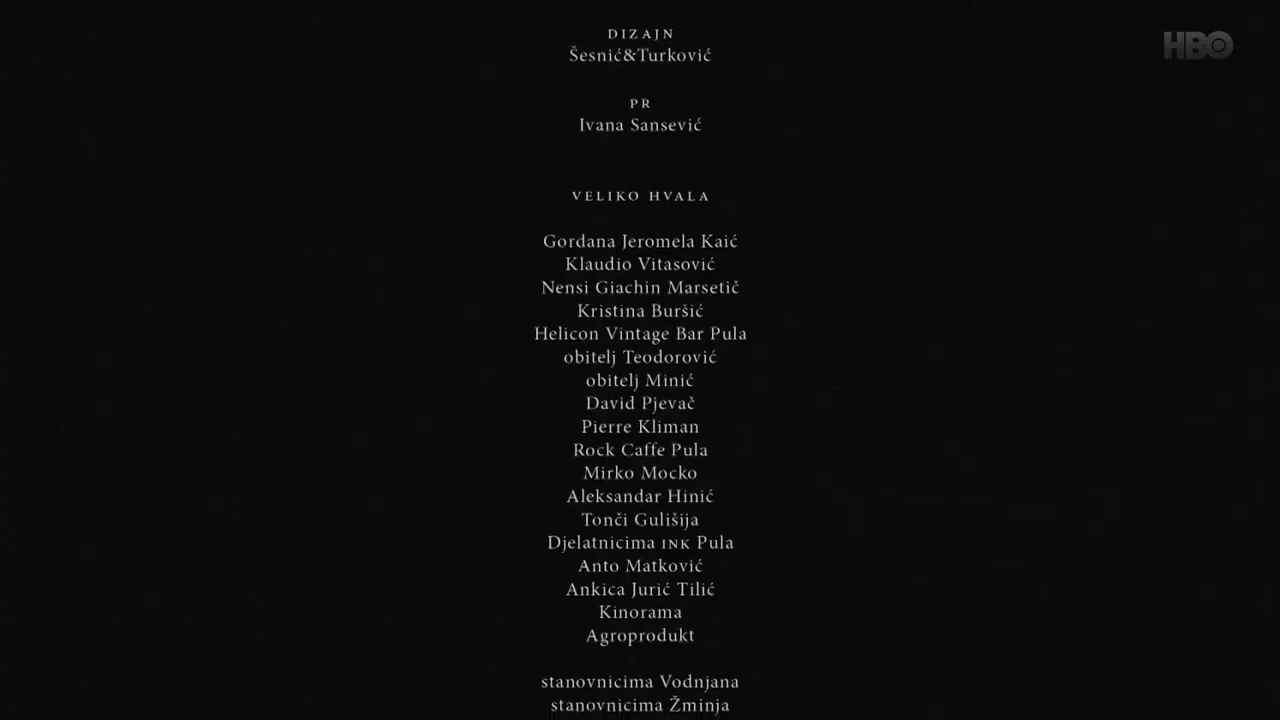 DIZAJN
Šesnić&Turković
HBO
PR
Ivana Sansević
VELIKO HVALA
Gordana Jeromela Kaić
Klaudio Vitasović
Nensi Giachin Marsetič
Kristina Buršić
Helicon Vintage Bar Pula
obitelj Teodorović
obitelj Minić
David Pjevač
Pierre Kliman
Rock Caffe Pula
Mirko Mocko
Aleksandar Hinić
Tonči Gulišija
Djelatnicima INK Pula
Anto Matković
Ankica Jurić Tilić
Kinorama
Agroprodukt
stanovnicima Vodnjana
stanovnicima Žminja